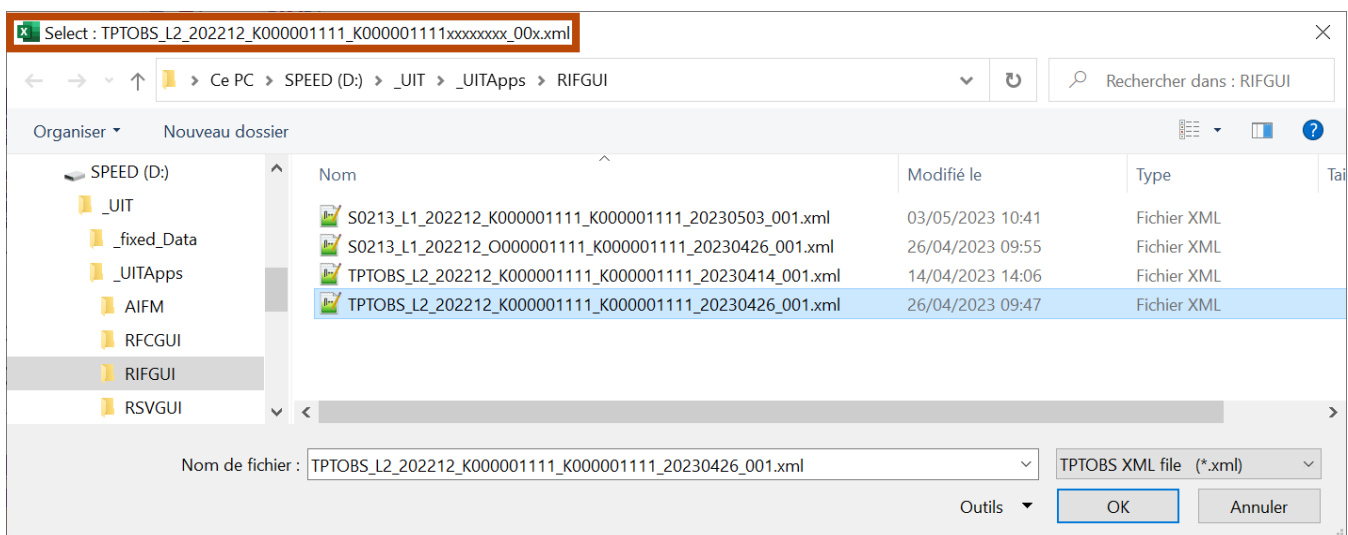 Select : TPTOBS_L2_202212_K000001111_K000001111xxxxxxxx_00x.xml
Ce PC > SPEED (D:) > _UIT > _UITApps > RIFGUI
Rechercher dans : RIFGUI
Organiser
Nouveau dossier
SPEED (D:)
_UIT
_fixed_Data
_UITApps
AIFM
RFCGUI
RIFGUI
RSVGUI
Nom Modifié le Type Tai
S0213_L1_202212_K000001111_K000001111_20230503_001.xml 03/05/2023 10:41 Fichier XML
S0213_L1_202212_O000001111_K000001111_20230426_001.xml 26/04/2023 09:55 Fichier XML
TPTOBS_L2_202212_K000001111_K000001111_20230414_001.xml 14/04/2023 14:06 Fichier XML
TPTOBS_L2_202212_K000001111_K000001111_20230426_001.xml 26/04/2023 09:47 Fichier XML
Nom de fichier : TPTOBS_L2_202212_K000001111_K000001111_20230426_001.xml TPTOBS XML file (*.xml)
Outils OK Annuler